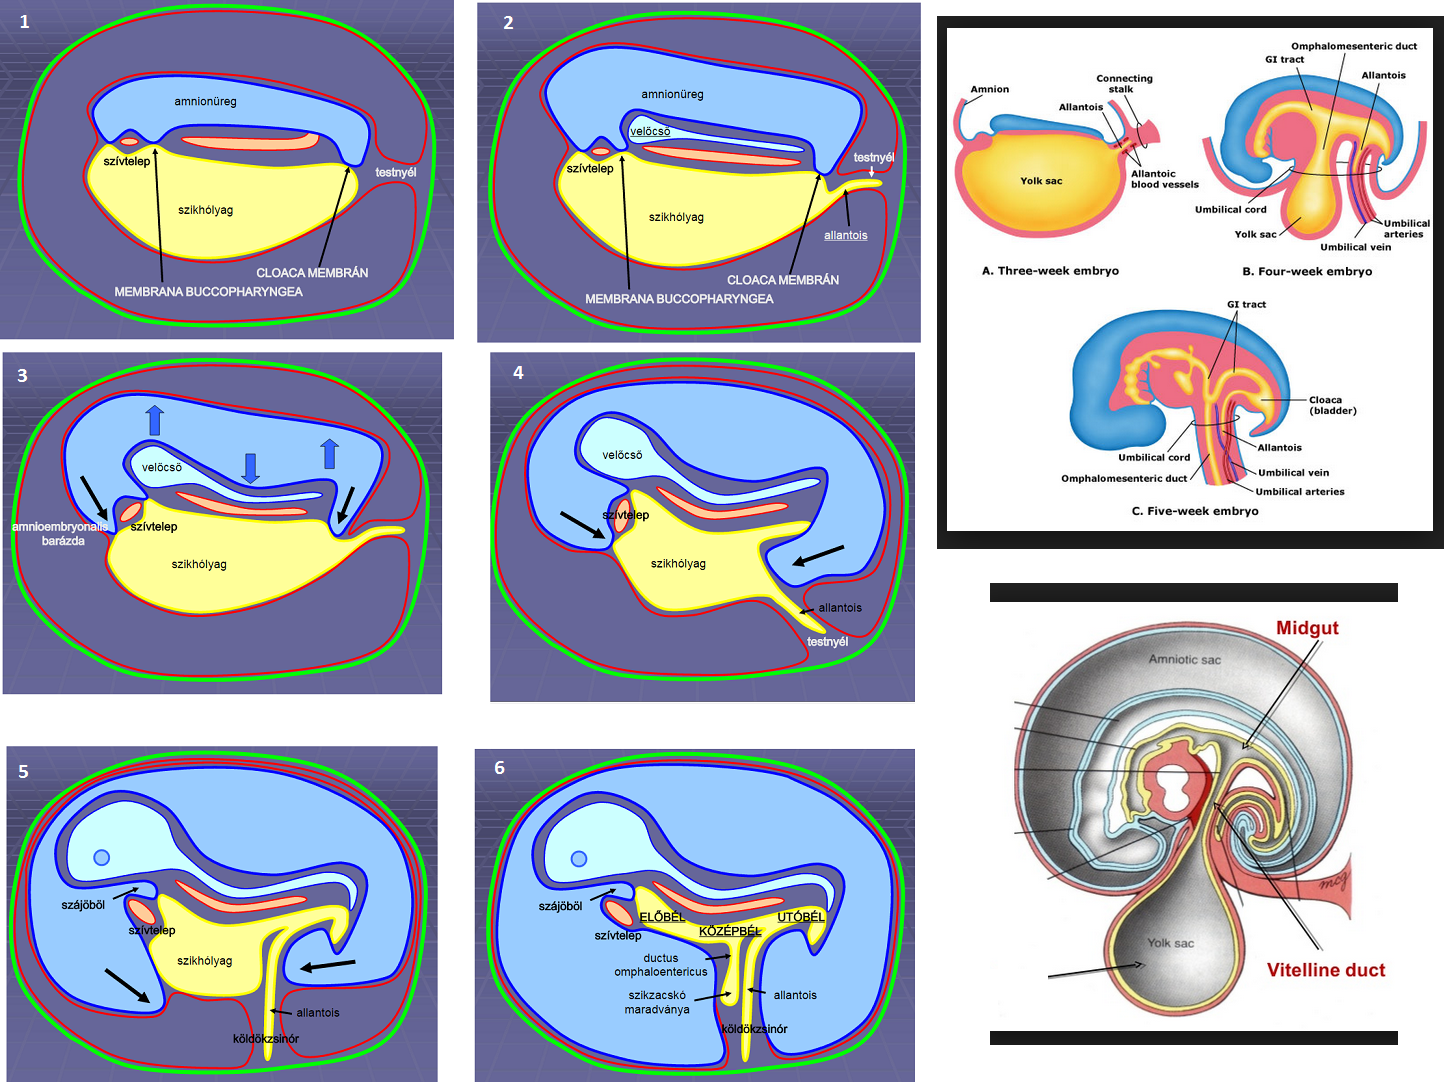 1
amnionüreg
szívtelep
testnyél
szikhólyag
CLOACA MEMBRÁN
MEMBRANA BUCCOPHARYNGEA
2
amnionüreg
velőcső
szívtelep
testnyél
szikhólyag
allantois
CLOACA MEMBRÁN
MEMBRANA BUCCOPHARYNGEA
Omphalomesenteric duct
GI tract
Allantois
Connecting
stalk
Amnion
Allantois
Yolk sac
Allantoic
blood vessels
Umbilical cord
Umbilical
arteries
Yolk sac
Umbilical vein
A. Three-week embryo
B. Four-week embryo
GI tract
Cloaca
(bladder)
Allantois
Umbilical cord
Umbilical vein
Omphalomesenteric duct
Umbilical arteries
C. Five-week embryo
3
velőcső
amnioembryonalis
barázda
szívtelep
szikhólyag
4
velőcső
szívtelep
szikhólyag
allantois
testnyél
5
szájöböl
szívtelep
szikhólyag
allantois
köldökzsinór
6
szájöböl
ELŐBÉL
UTÓBÉL
KÖZÉPBÉL
szívtelep
ductus
omphaloentericus
szikzacskó
maradványa
allantois
köldökzsinór
Midgut
Amniotic sac
mcg
Yolk sac
Vitelline duct